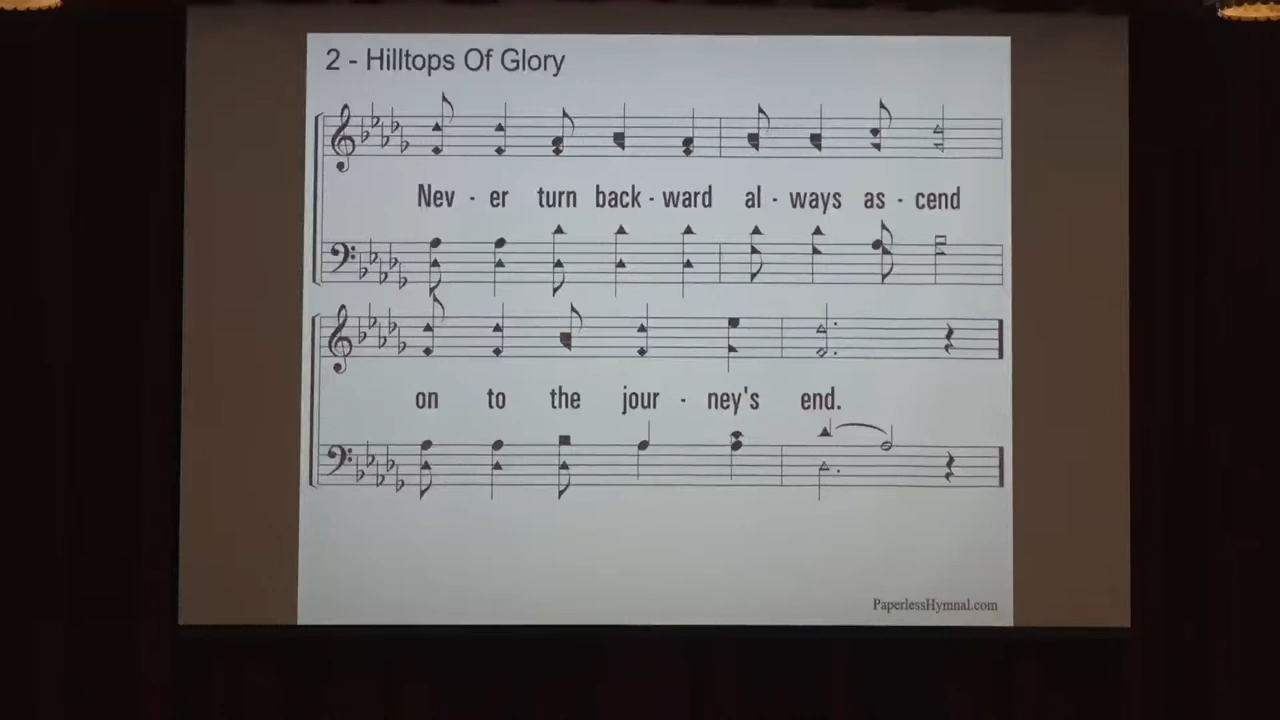 2 - Hilltops Of Glory
Nev - er turn back - ward al - ways as - cend
on to the jour - ney's end.
PaperlessHymnal.com